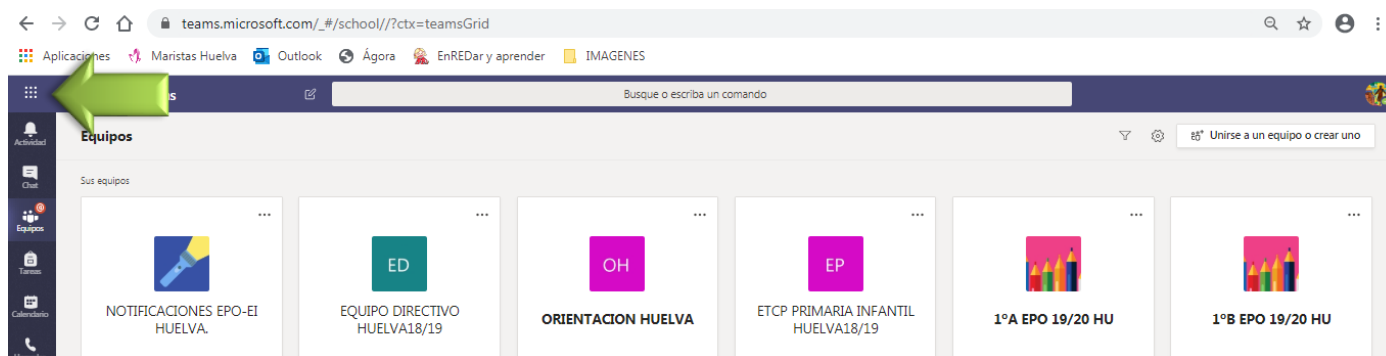 teams.microsoft.com/_#/school//?ctx=teamsGrid
Aplicaciones Maristas Huelva Outlook Ágora EnREDar y aprender IMAGENES
Busque o escriba un comando
Actividad
Equipos
Unirse a un equipo o crear uno
Chat
Sus equipos
Equipos
Tareas
Calendario
ED
OH
EP
NOTIFICACIONES EPO-EI
HUELVA.
EQUIPO DIRECTIVO
HUELVA18/19
ORIENTACION HUELVA
ETCP PRIMARIA INFANTIL
HUELVA18/19
1ºA EPO 19/20 HU
1ºB EPO 19/20 HU